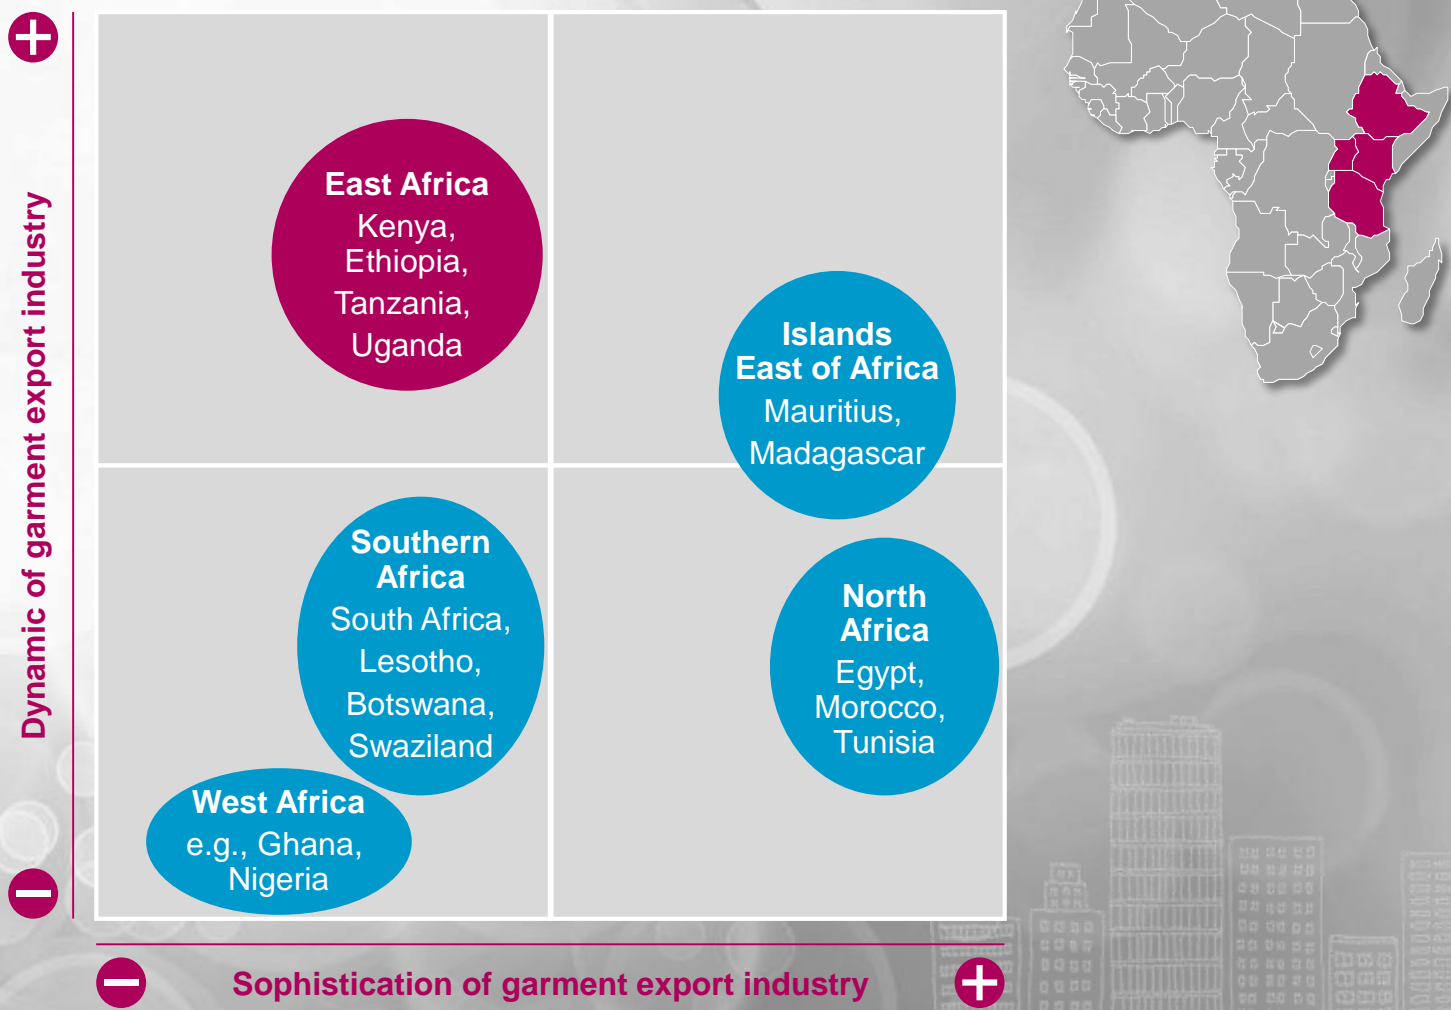 Dynamic of garment export industry
East Africa
Kenya,
Ethiopia,
Tanzania,
Uganda
Islands
East of Africa
Mauritius,
Madagascar
Southern
Africa
South Africa,
Lesotho,
Botswana,
Swaziland
North
Africa
Egypt,
Morocco,
Tunisia
West Africa
e.g., Ghana,
Nigeria
Sophistication of garment export industry